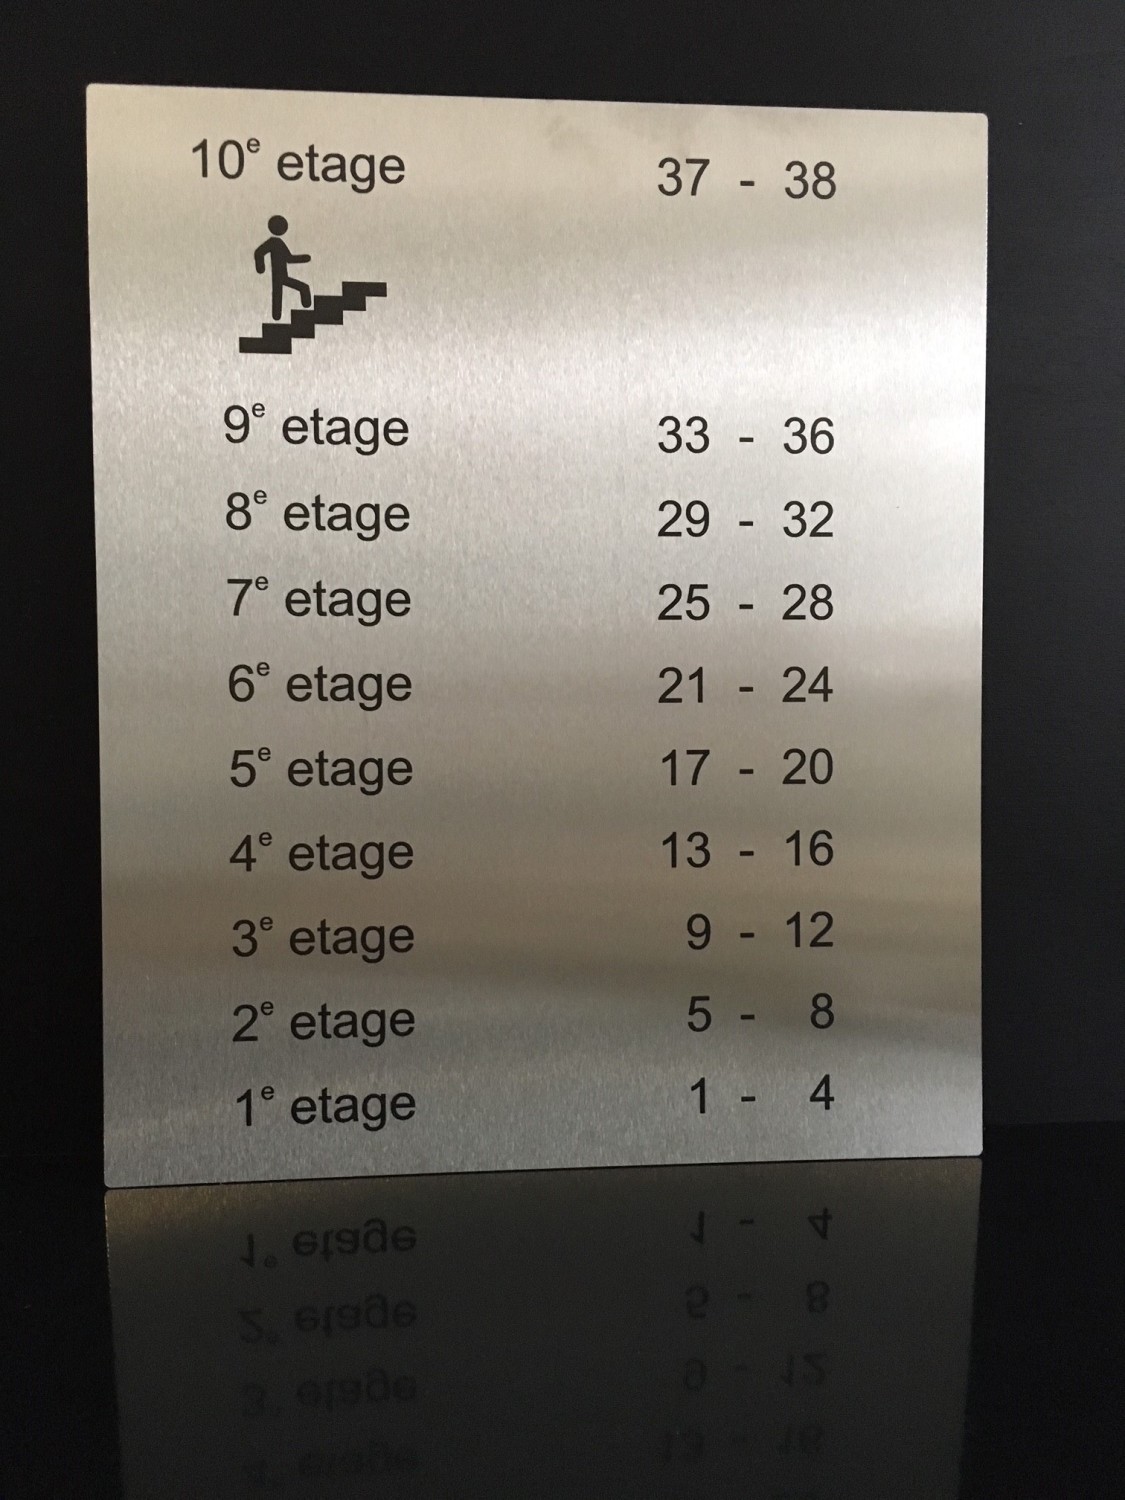 10e etage 37 - 38
9e etage 33 - 36
8e etage 29 - 32
7e etage 25 - 28
6e etage 21 - 24
5e etage 17 - 20
4e etage 13 - 16
3e etage 9 - 12
2e etage 5 - 8
1e etage 1 - 4